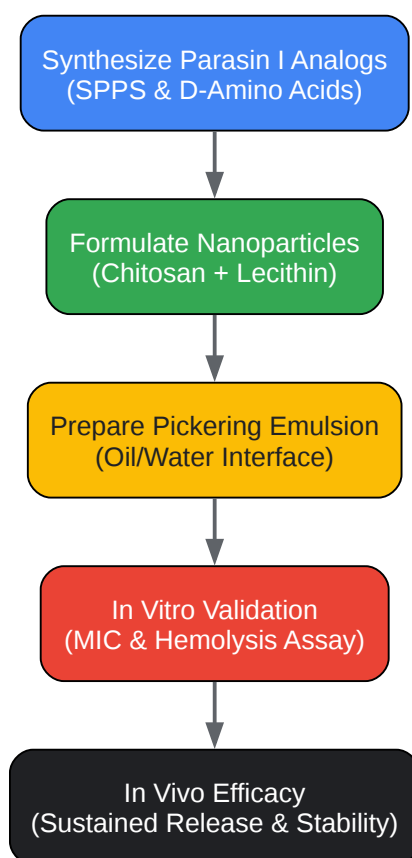 Synthesize Parasin I Analogs
(SPPS & D-Amino Acids)
Formulate Nanoparticles
(Chitosan + Lecithin)
Prepare Pickering Emulsion
(Oil/Water Interface)
In Vitro Validation
(MIC & Hemolysis Assay)
In Vivo Efficacy
(Sustained Release & Stability)